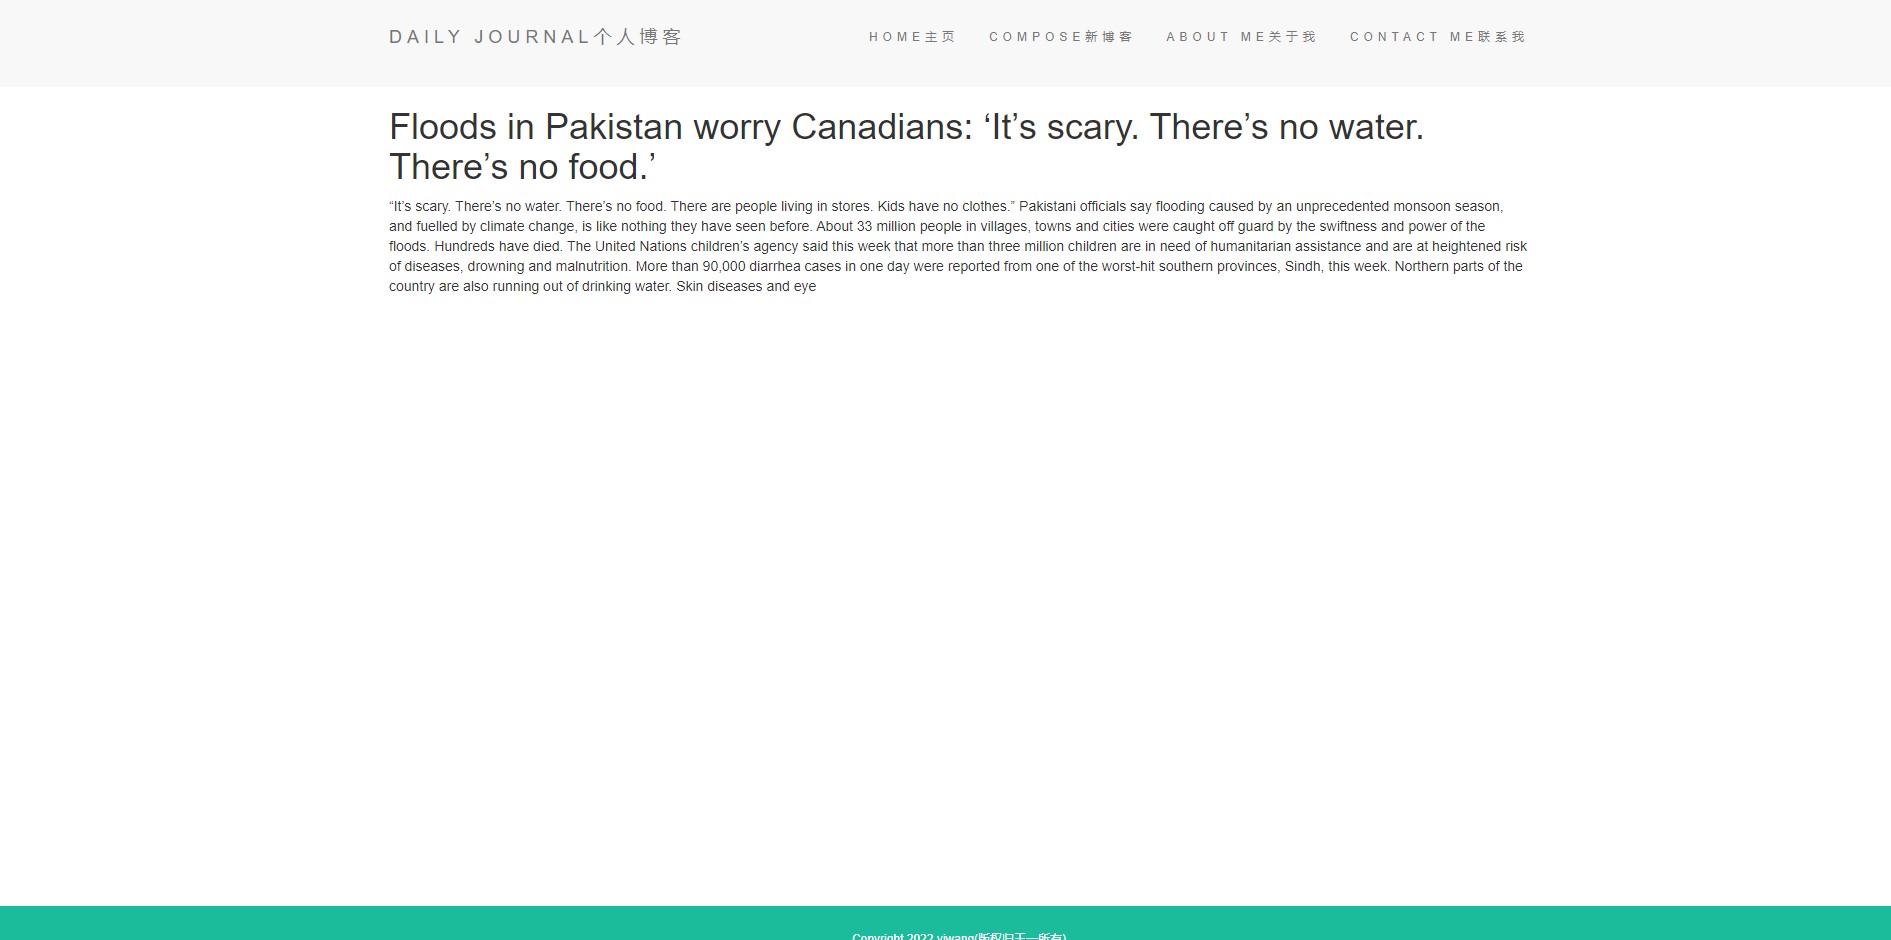 DAILY JOURNAL个人博客
HOME主页 COMPOSE新博客 ABOUT ME关于我 CONTACT ME联系我
Floods in Pakistan worry Canadians: ‘It’s scary. There’s no water.
There’s no food.’
“It’s scary. There’s no water. There’s no food. There are people living in stores. Kids have no clothes.” Pakistani officials say flooding caused by an unprecedented monsoon season,
and fuelled by climate change, is like nothing they have seen before. About 33 million people in villages, towns and cities were caught off guard by the swiftness and power of the
floods. Hundreds have died. The United Nations children’s agency said this week that more than three million children are in need of humanitarian assistance and are at heightened risk
of diseases, drowning and malnutrition. More than 90,000 diarrhea cases in one day were reported from one of the worst-hit southern provinces, Sindh, this week. Northern parts of the
country are also running out of drinking water. Skin diseases and eye
Copyright 2022 yiwang(版权归王一所有)